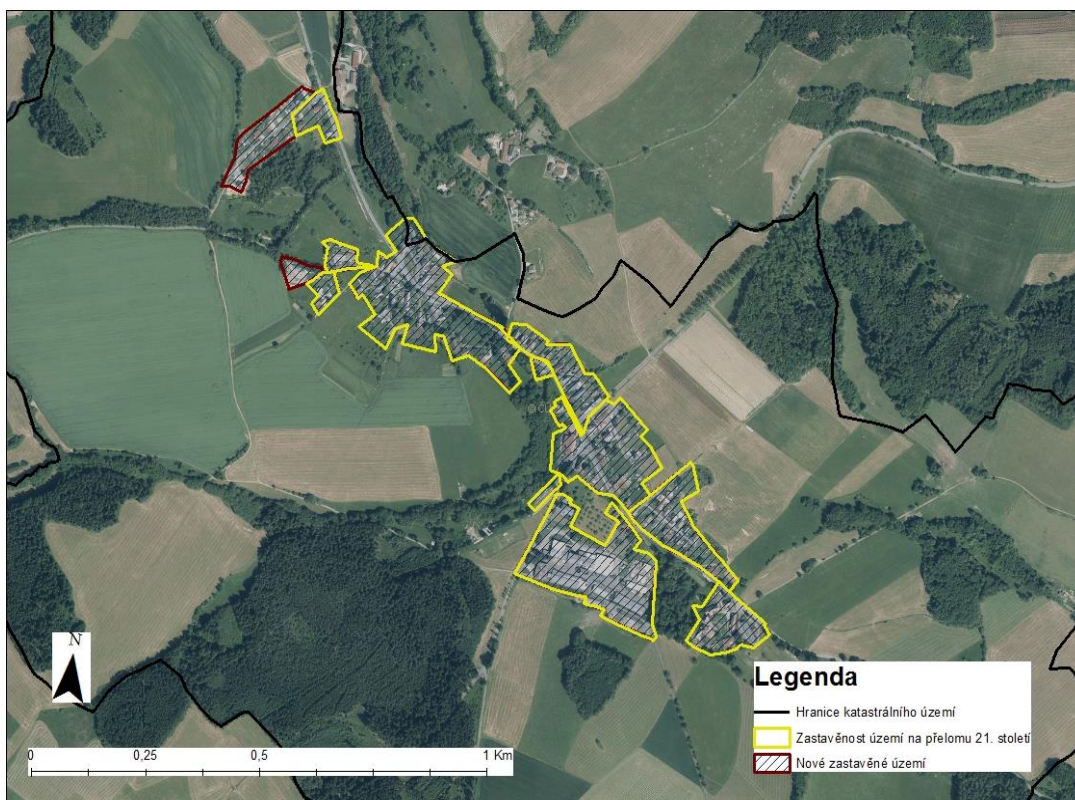 N
0 0,25 0,5 1 Km
Legenda
Hranice katastrálního území
Zastavěnost území na přelomu 21. století
Nové zastavěné území